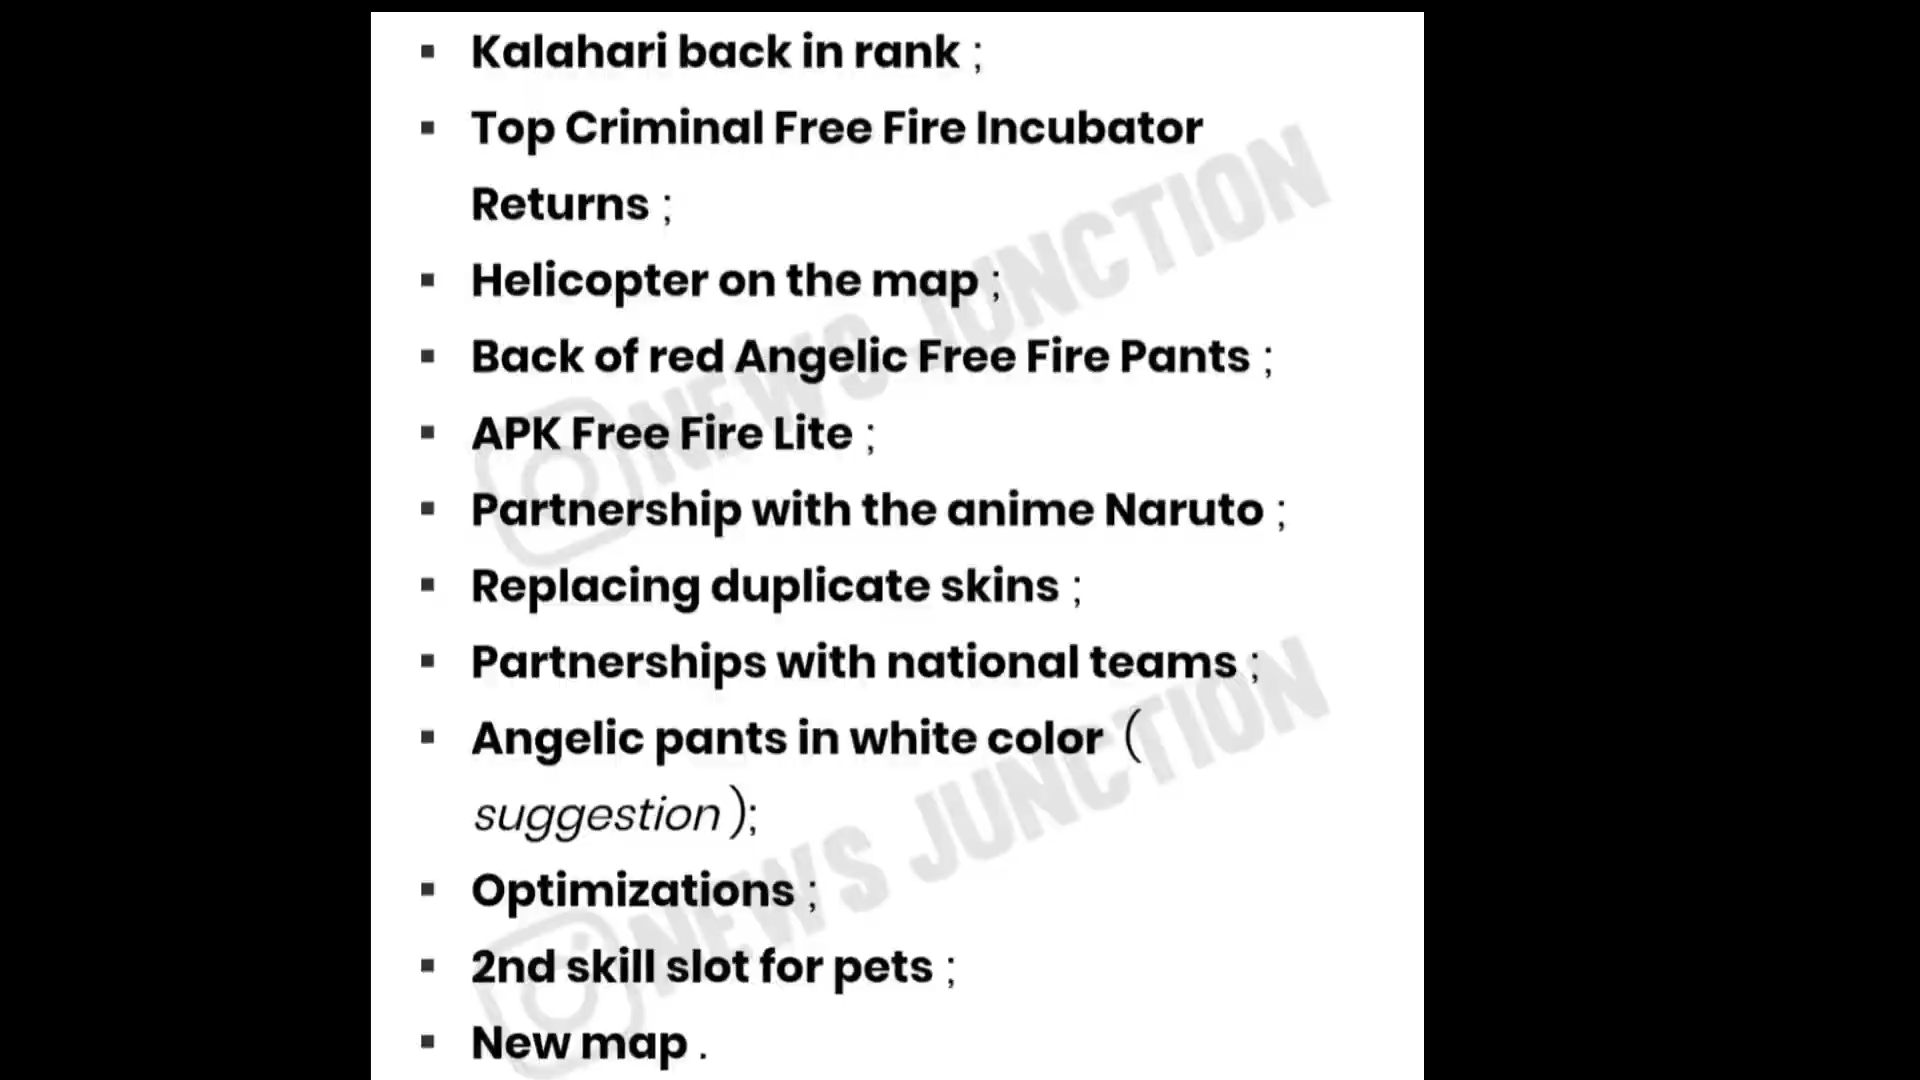 ▪ Kalahari back in rank ;
▪ Top Criminal Free Fire Incubator
Returns ;
▪ Helicopter on the map ;
▪ Back of red Angelic Free Fire Pants ;
▪ APK Free Fire Lite ;
▪ Partnership with the anime Naruto ;
▪ Replacing duplicate skins ;
▪ Partnerships with national teams ;
▪ Angelic pants in white color (
suggestion );
▪ Optimizations ;
▪ 2nd skill slot for pets ;
▪ New map .
NEWS JUNCTION
NEWS JUNCTION